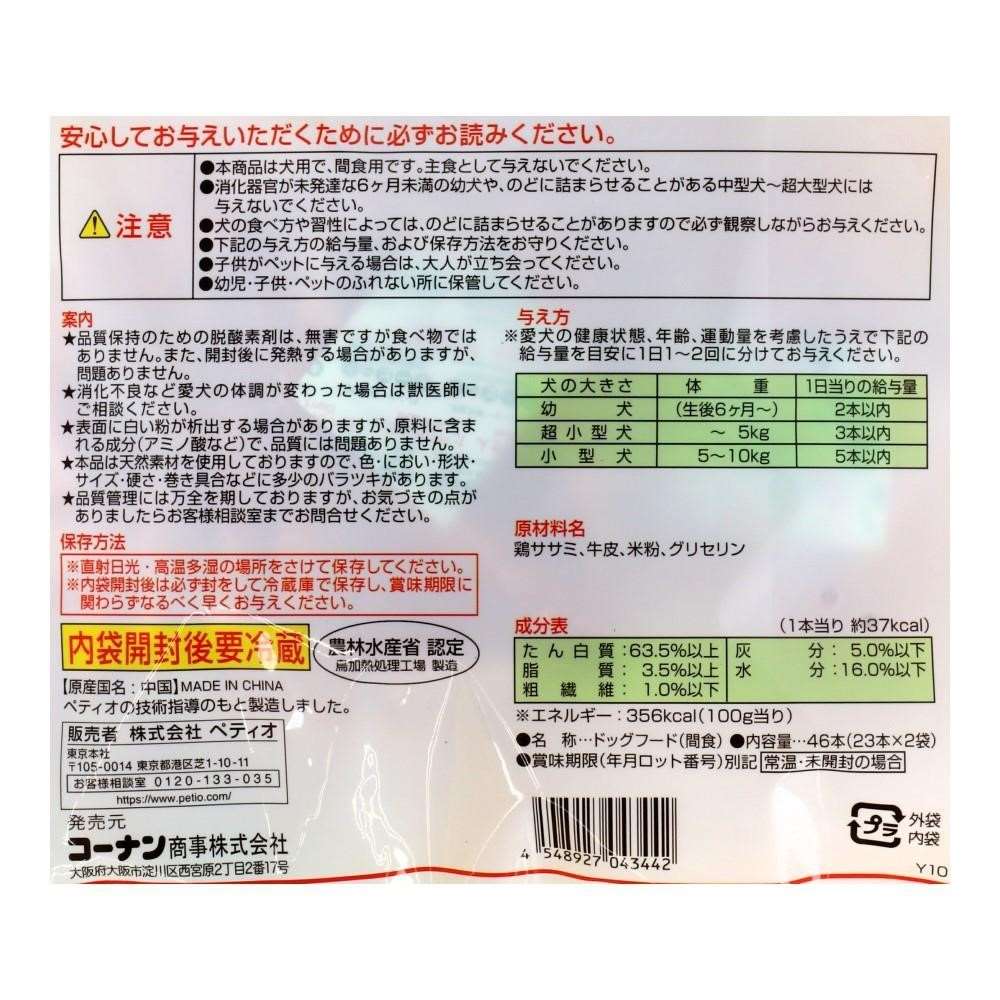 安心してお与えいただくために必ずお読みください。
注意
●本商品は犬用で、間食用です。主食として与えないでください。
●消化器官が未発達な6ヶ月未満の幼犬や、のどに詰まらせることがある中型犬～超大型犬には
与えないでください。
●犬の食べ方や習性によっては、のどに詰まらせることがありますので必ず観察しながらお与えください。
●下記の与え方の給与量、および保存方法をお守りください。
●子供がペットに与える場合は、大人が立ち会ってください。
●幼児・子供・ペットのふれない所に保管してください。
案内
★品質保持のための脱酸素剤は、無害ですが食べ物では
ありません。また、開封後に発熱する場合がありますが、
問題ありません。
★消化不良など愛犬の体調が変わった場合は獣医師に
ご相談ください。
★表面に白い粉が析出する場合がありますが、原料に含ま
れる成分(アミノ酸など)で、品質には問題ありません。
★本品は天然素材を使用しておりますので、色・におい・形状・
サイズ・硬さ・巻き具合などに多少のバラツキがあります。
★品質管理には万全を期しておりますが、お気づきの点が
ありましたらお客様相談室までお問合せください。
保存方法
※直射日光・高温多湿の場所をさけて保存してください。
※内袋開封後は必ず封をして冷蔵庫で保存し、賞味期限に
関わらずなるべく早くお与えください。
内袋開封後要冷蔵
農林水産省 認定
鳥加熱処理工場 製造
【原産国名:中国】MADE IN CHINA
ペティオの技術指導のもと製造しました。
販売者 株式会社 ペティオ
東京本社
〒105-0014 東京都港区芝1-10-11
お客様相談室 0120-133-035
https://www.petio.com/
発売元
コーナン商事株式会社
大阪府大阪市淀川区西宮原2丁目2番17号
与え方
※愛犬の健康状態、年齢、運動量を考慮したうえで下記の
給与量を目安に1日1～2回に分けてお与えください。
犬の大きさ 体重 1日当りの給与量
幼犬 (生後6ヶ月～) 2本以内
超小型犬 ～5kg 3本以内
小型犬 5～10kg 5本以内
原材料名
鶏ササミ、牛皮、米粉、グリセリン
成分表 (1本当り 約37kcal)
たん白質:63.5%以上 灰分:5.0%以下
脂質:3.5%以上 水分:16.0%以下
粗繊維:1.0%以下
※エネルギー:356kcal(100g当り)
●名 称…ドッグフード(間食) ●内容量…46本(23本×2袋)
●賞味期限(年月ロット番号)別記 常温・未開封の場合
4 548927 043442
プラ
外袋
内袋
Y10